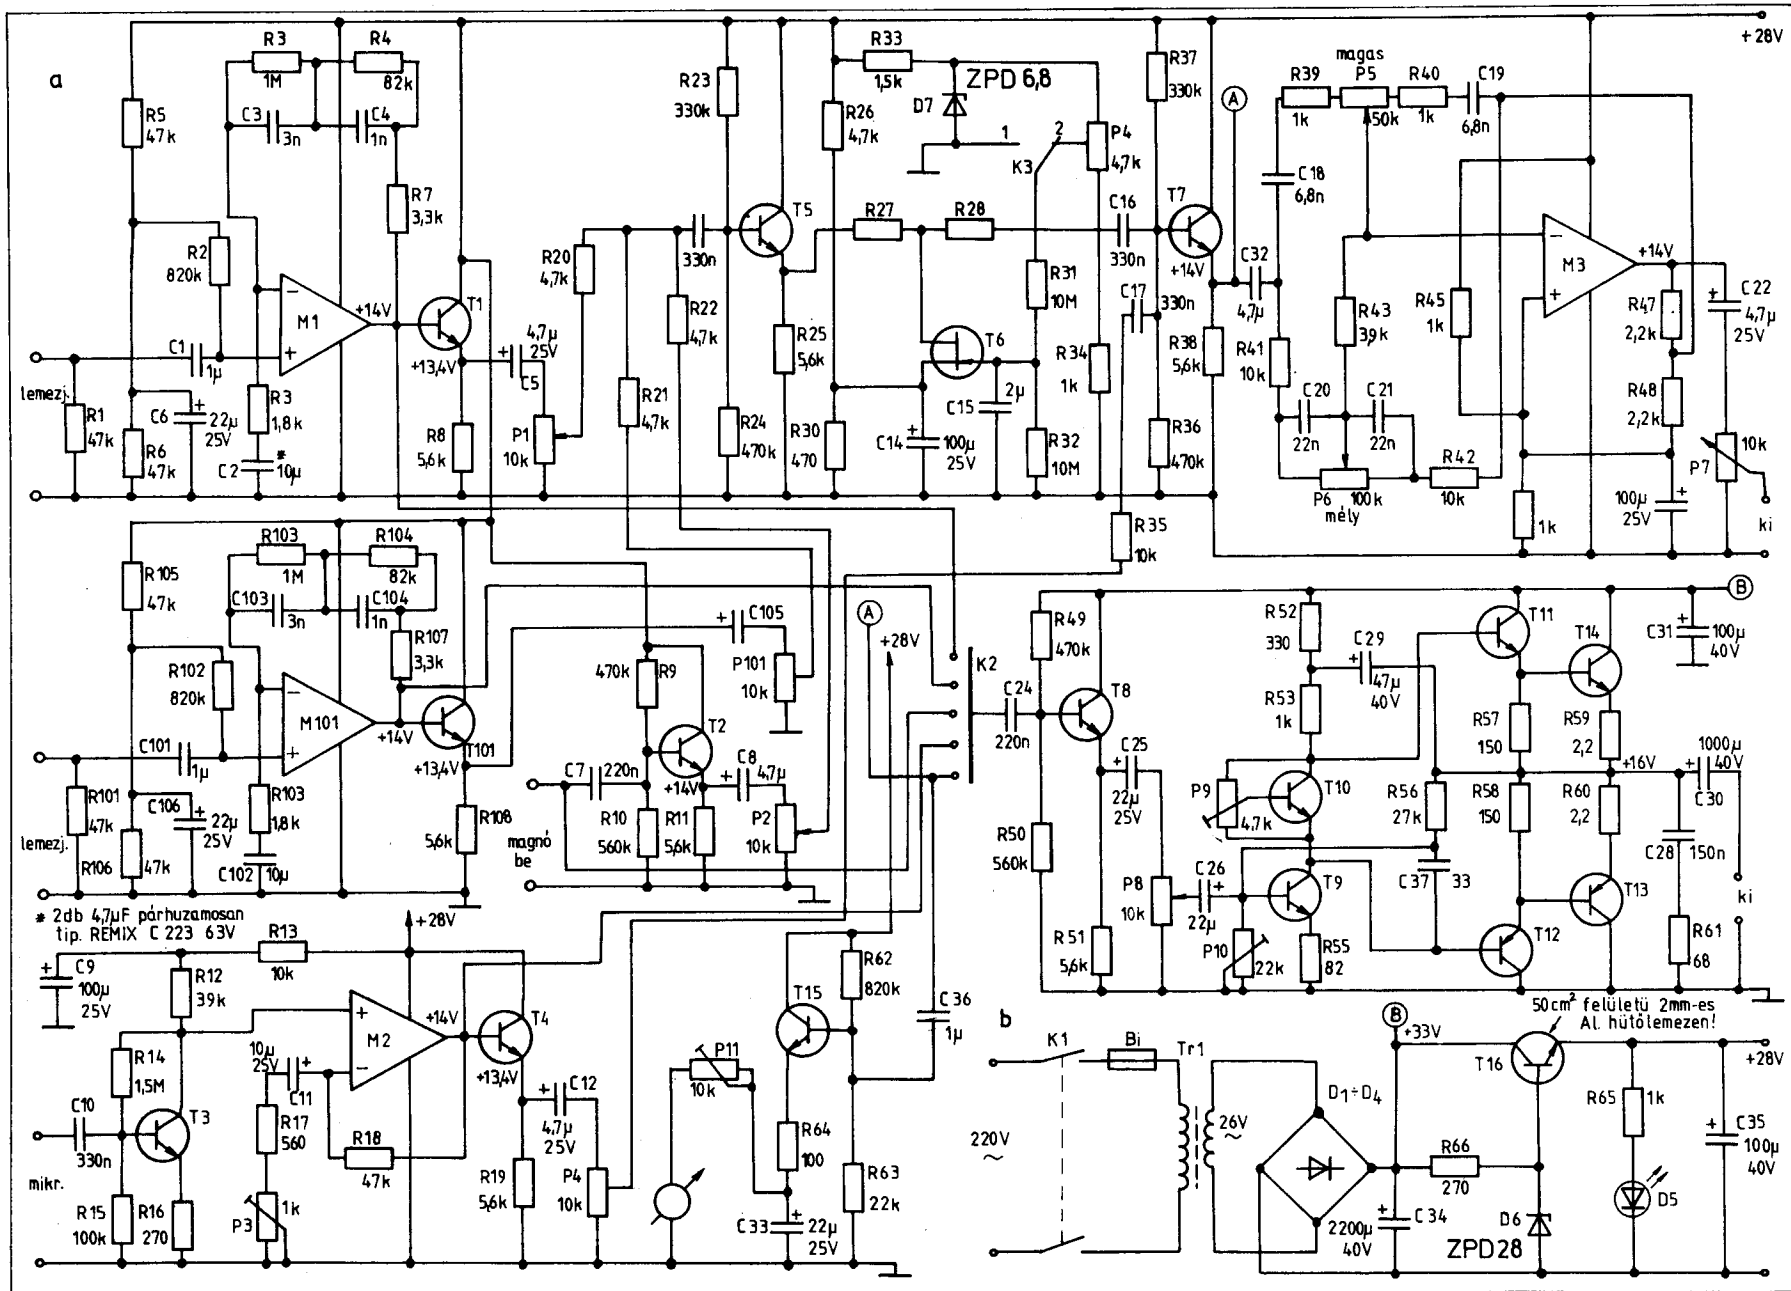 a
R5
47k
R3
1M
R4
82k
C3
3n
C4
1n
R7
3,3k
R2
820k
M1
+14V
T1
+13,4V
C1
1µ
lemezj.
R1
47k
C6
22µ
25V
R6
47k
R3
1,8k
C2
*
10µ
R8
5,6k
4,7µ
25V
C5
P1
10k
R20
4,7k
R21
4,7k
R22
4,7k
330n
R23
330k
R24
470k
T5
R25
5,6k
R26
4,7k
R33
1,5k
ZPD 6,8
D7
1
2
K3
P4
4,7k
R27
R28
T6
R30
470
C14
100µ
25V
C15
2µ
R31
10M
R32
10M
R34
1k
C16
330n
C17
330n
R37
330k
T7
+14V
R38
5,6k
R36
470k
R35
10k
A
C32
4,7µ
C18
6,8n
R39
1k
magas
P5
50k
R40
1k
C19
6,8n
+28V
R41
10k
R43
3,9k
C20
22n
C21
22n
P6
100k
mély
R42
10k
R45
1k
M3
+14V
R47
2,2k
R48
2,2k
C22
4,7µ
25V
10k
P7
1k
100µ
25V
ki
R105
47k
R103
1M
R104
82k
C103
3n
C104
1n
R107
3,3k
R102
820k
M101
+14V
T101
+13,4V
C101
1µ
R101
47k
lemezj.
C106
22µ
25V
R106
47k
R103
1,8k
C102
10µ
R108
5,6k
C105
P101
10k
470k
R9
T2
+14V
C7
220n
R10
560k
R11
5,6k
C8
4,7µ
P2
10k
magnó
be
A
+28V
K2
C24
220n
R49
470k
R50
560k
T8
R51
5,6k
C25
22µ
25V
P8
10k
C26
22µ
P9
4,7k
R52
330
R53
1k
T10
T9
P10
22k
R55
82
C29
47µ
40V
R56
27k
C37
33
T11
T12
T14
T13
R57
150
R58
150
R59
2,2
R60
2,2
+16V
C31
100µ
40V
B
1000µ
40V
C30
C28
150n
R61
68
ki
* 2db 4,7µF párhuzamosan
tip. REMIX C 223 63V
C9
100µ
25V
R13
10k
R12
39k
+28V
R14
1,5M
10µ
25V
C11
M2
+14V
T4
+13,4V
C10
330n
T3
R17
560
R18
47k
mikr.
R15
100k
R16
270
P3
1k
R19
5,6k
C12
4,7µ
25V
P4
10k
P11
10k
T15
R62
820k
C36
1µ
R64
100
C33
22µ
25V
R63
22k
b
K1
Bi
Tr1
220V
~
26V
~
D1÷D4
B
+33V
50cm² felületű 2mm-es
Al. hűtőlemezen!
T16
+28V
R65
1k
C35
100µ
40V
R66
270
D6
ZPD28
D5
2200µ
40V
C34